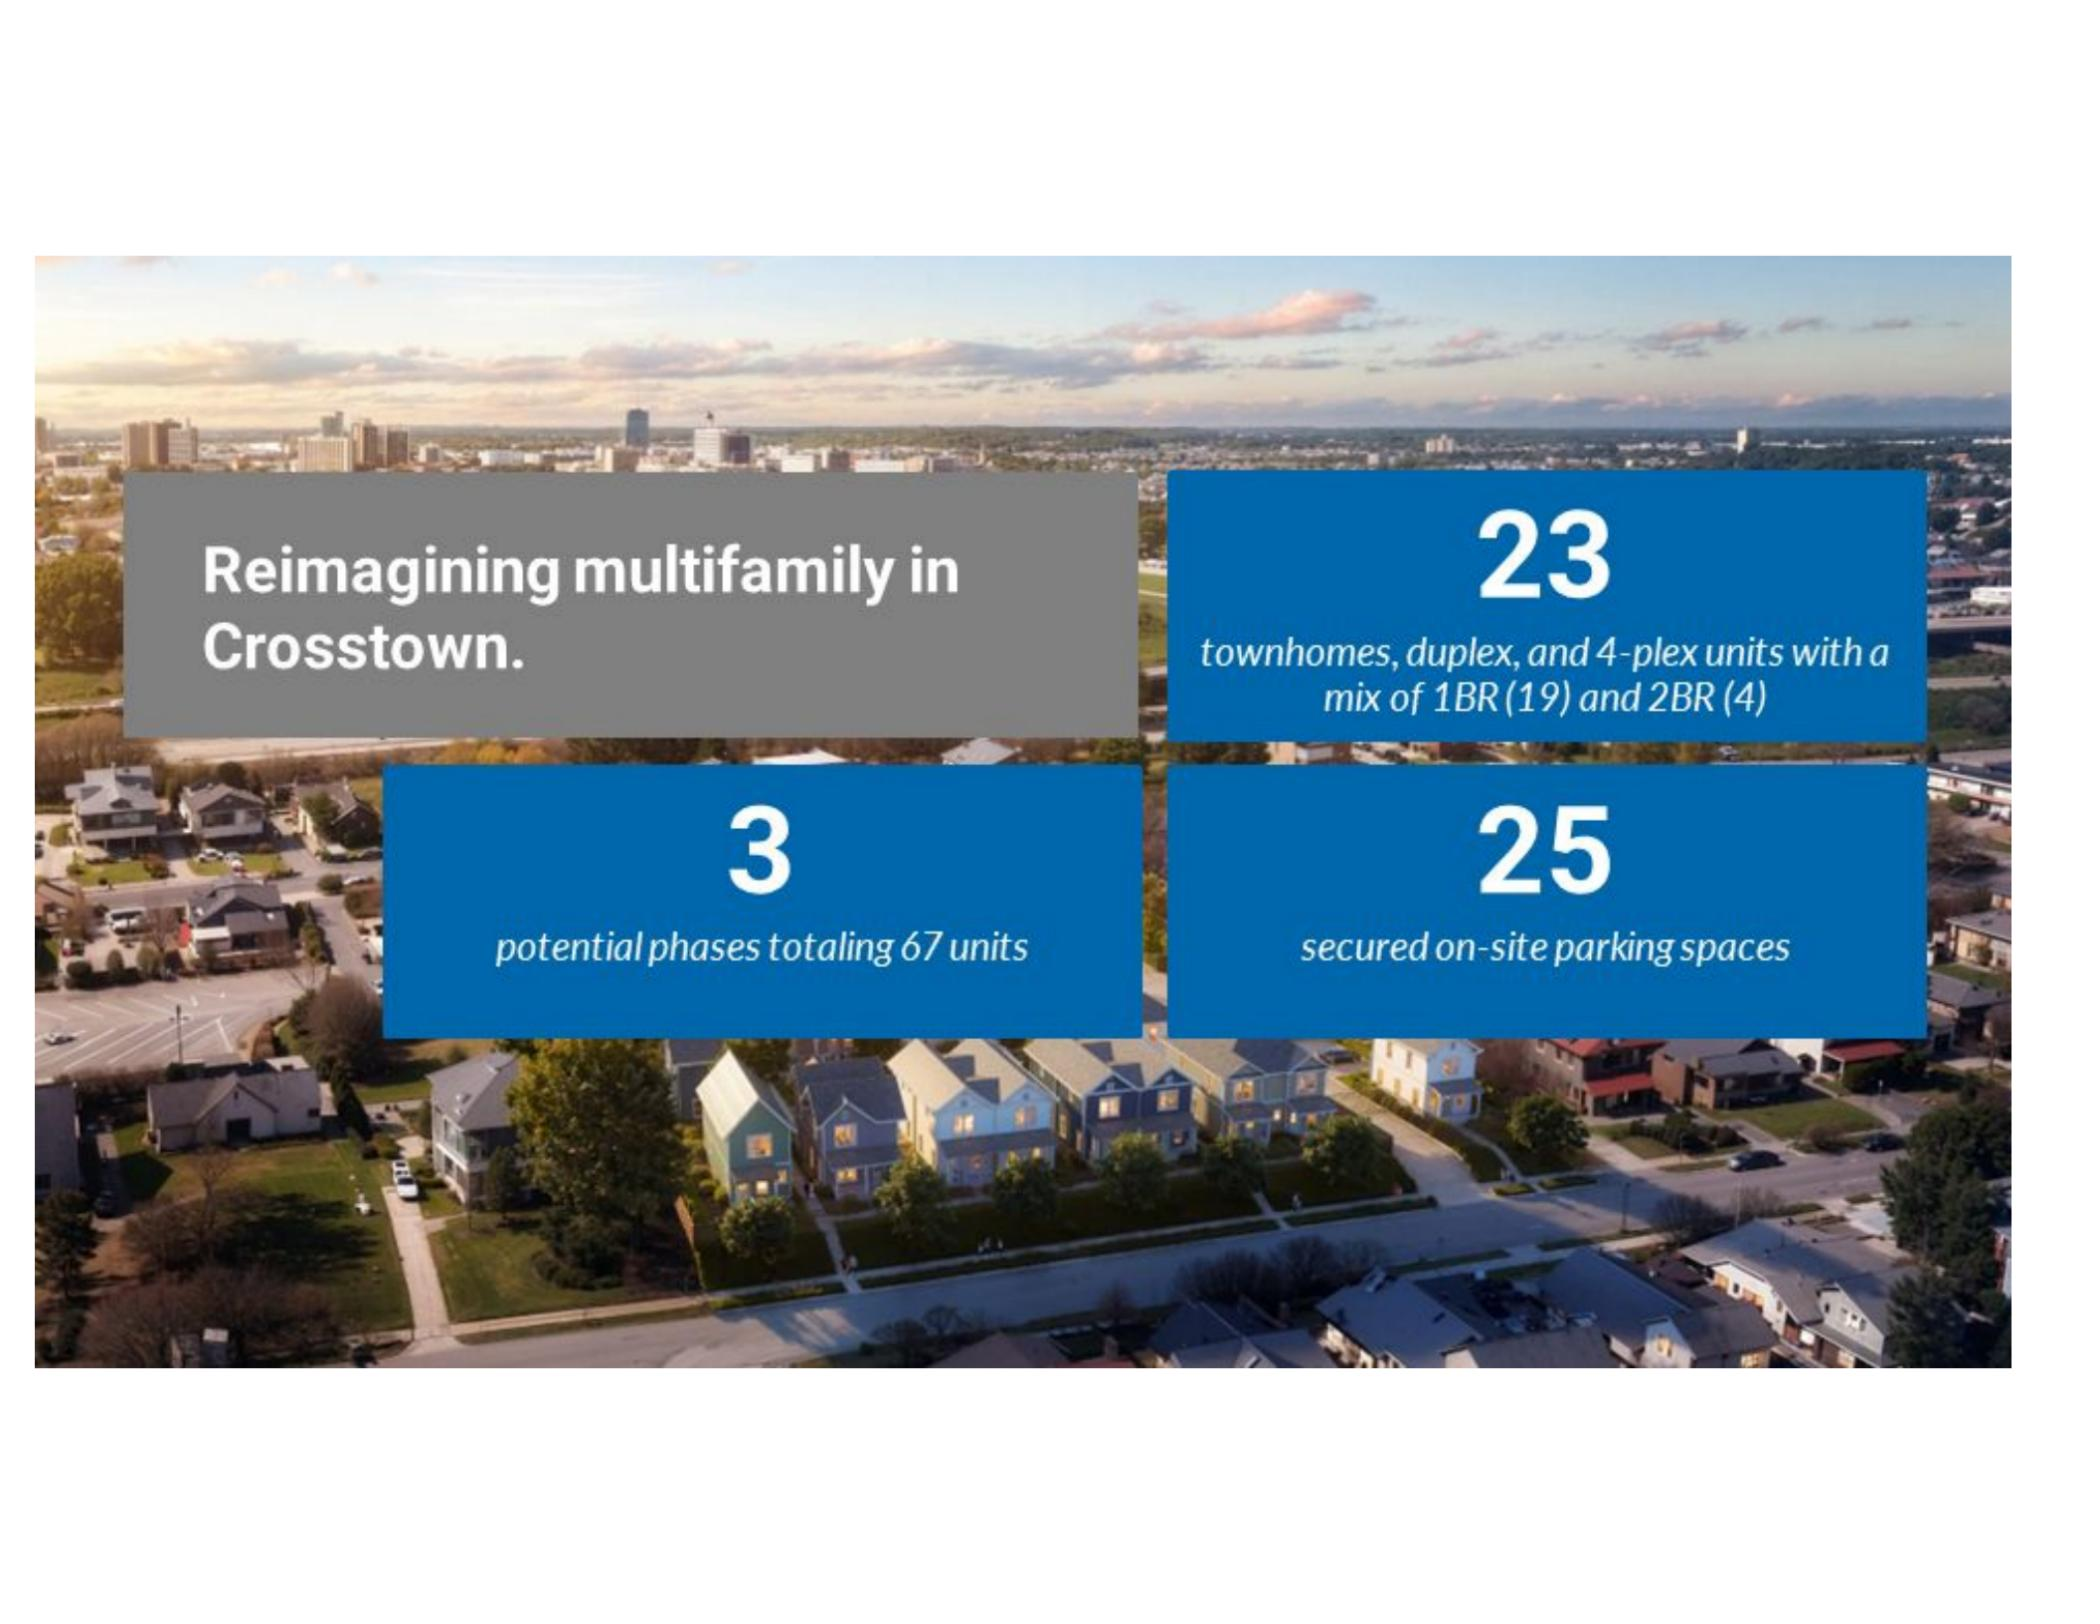 Reimagining multifamily in
Crosstown.
23
townhomes, duplex, and 4-plex units with a
mix of 1BR (19) and 2BR (4)
3
potential phases totaling 67 units
25
secured on-site parking spaces